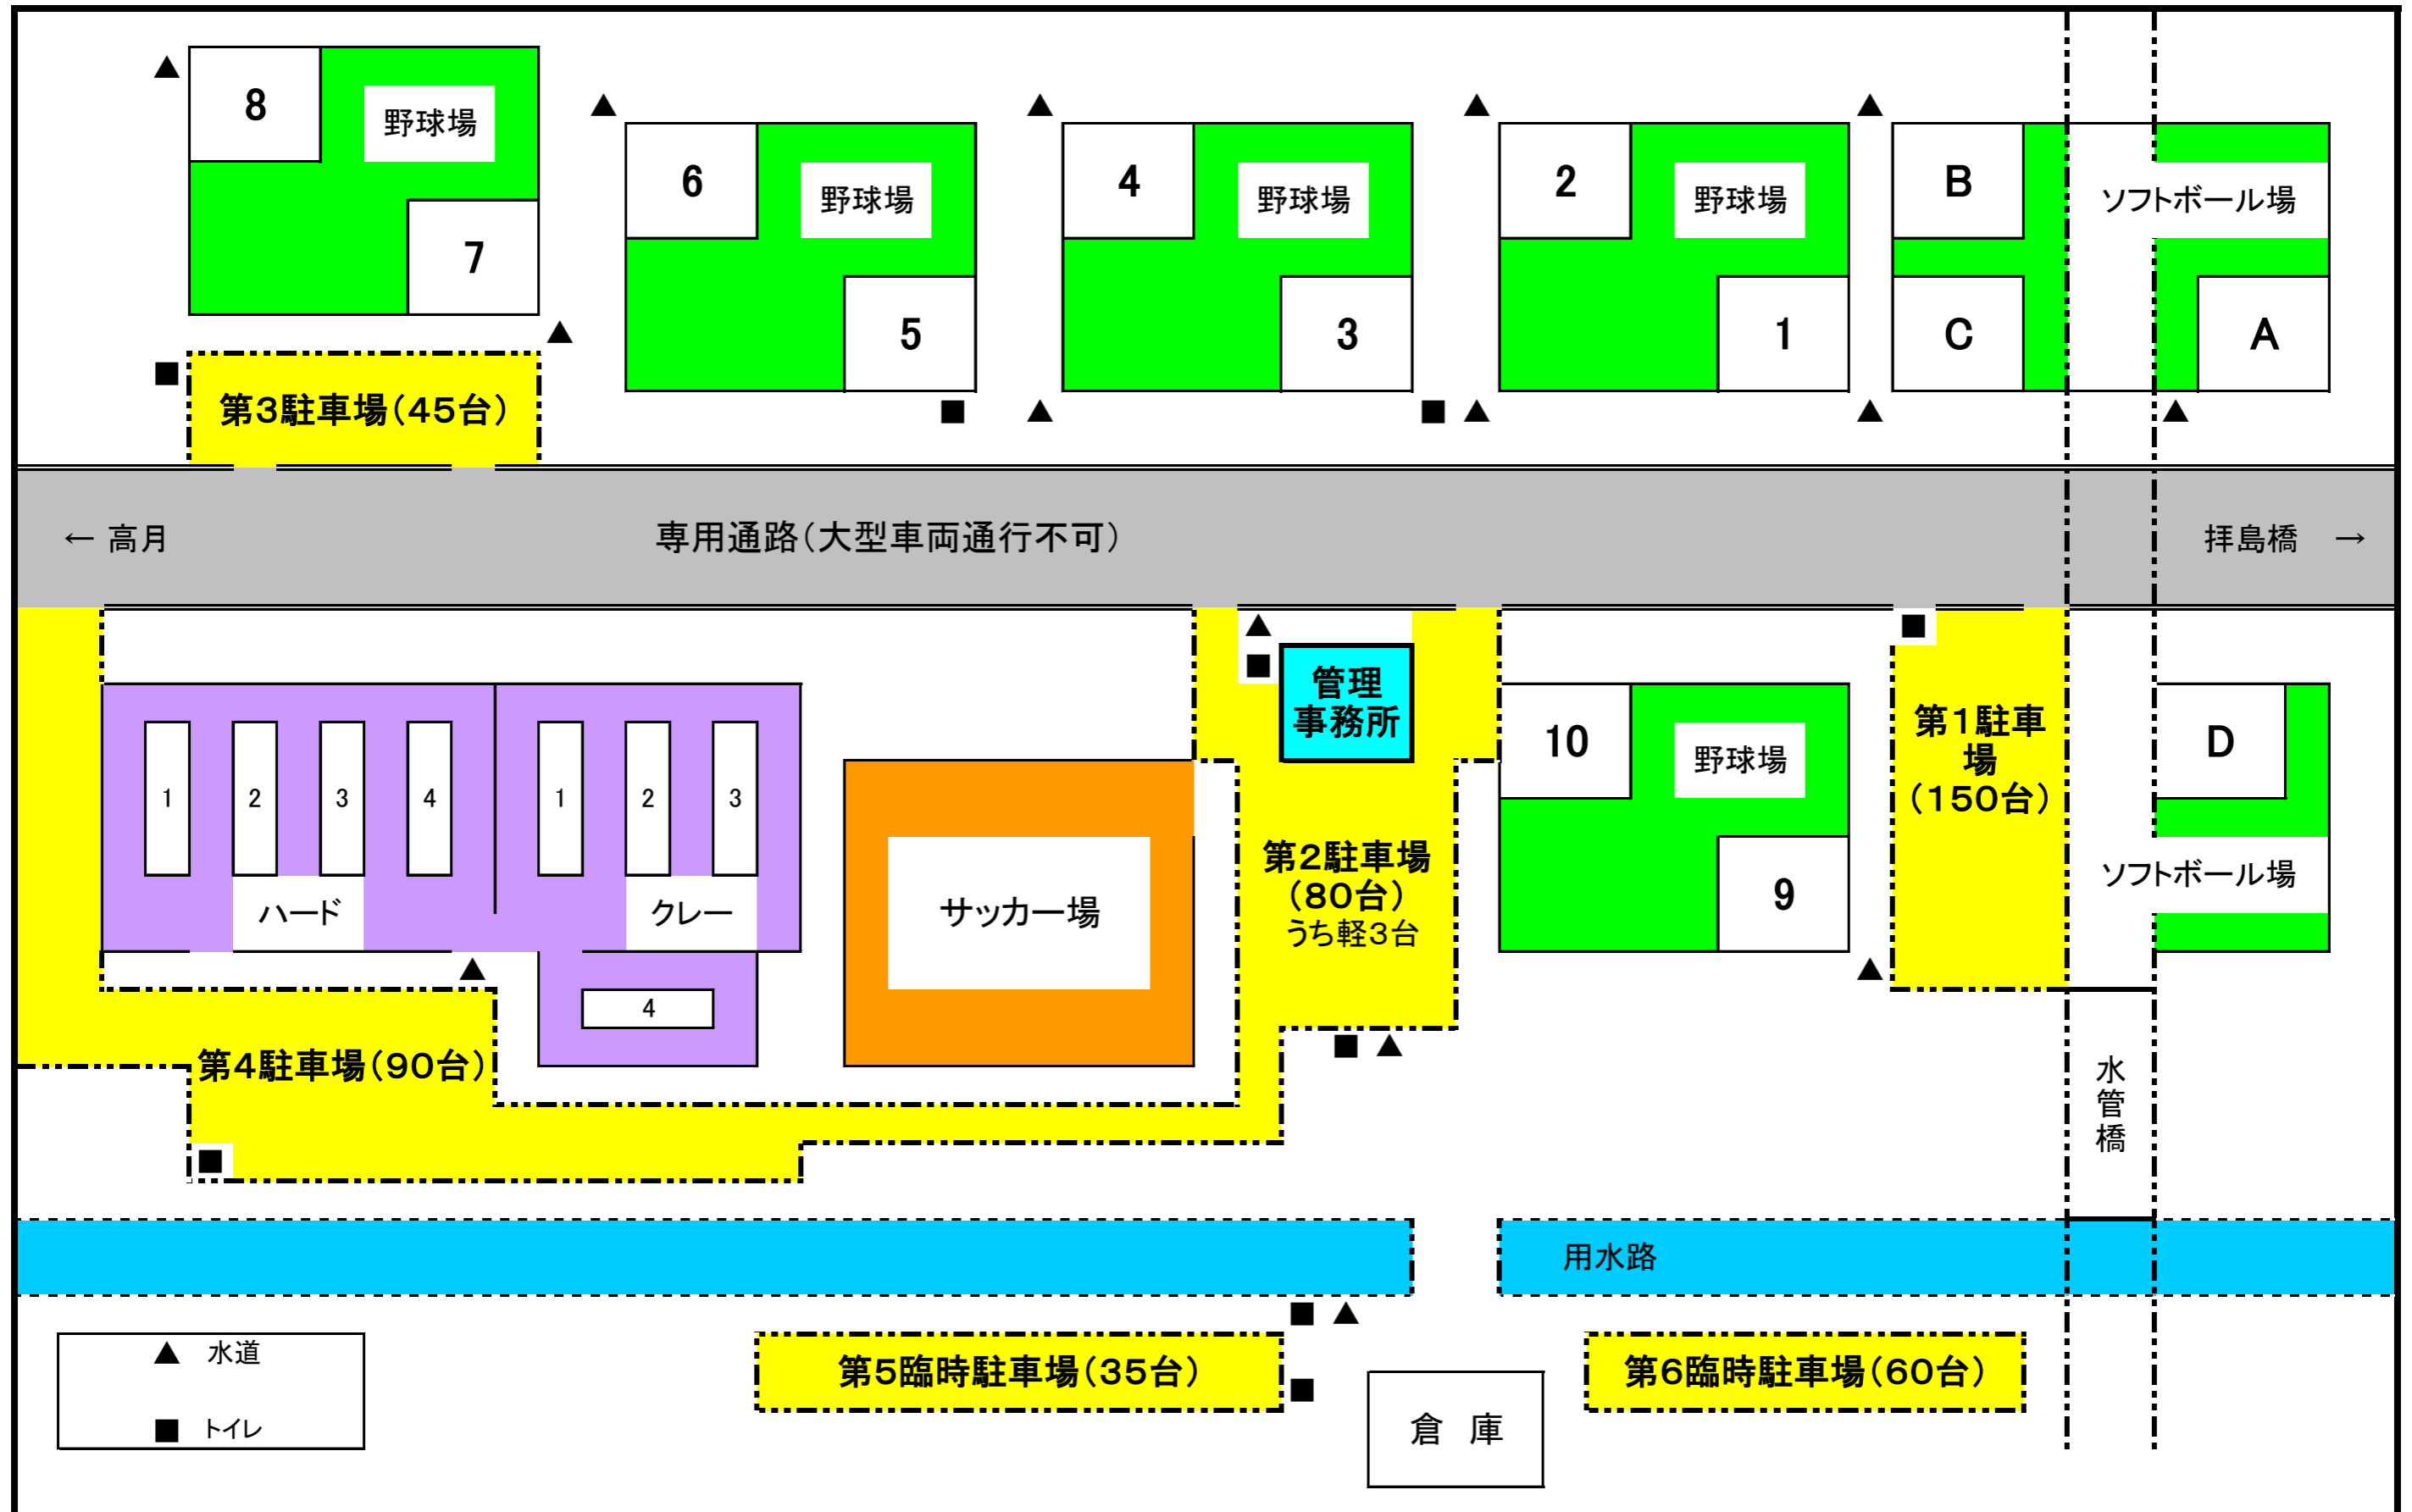 8
野球場
7
6
野球場
5
4
野球場
3
2
野球場
1
B
ソフトボール場
C
A
第3駐車場(45台)
← 高月
専用通路(大型車両通行不可)
拝島橋 →
管理
事務所
1
2
3
4
ハード
1
2
3
クレー
4
サッカー場
第2駐車場
(80台)
うち軽3台
10
野球場
9
第1駐車
場
(150台)
D
ソフトボール場
第4駐車場(90台)
水
管
橋
用水路
▲ 水道
■ トイレ
第5臨時駐車場(35台)
倉 庫
第6臨時駐車場(60台)